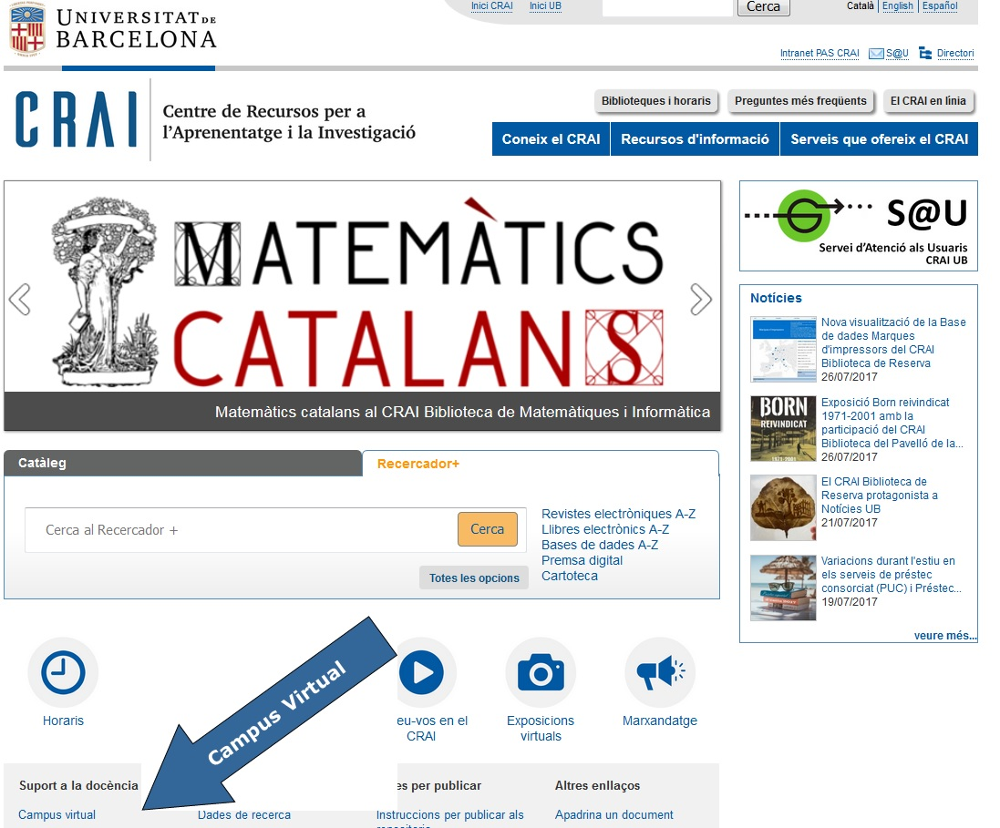 UNIVERSITAT DE
BARCELONA
Inici CRAI Inici UB
Cerca
Català English Español
Intranet PAS CRAI S@U Directori
CRAI
Centre de Recursos per a
l'Aprenentatge i la Investigació
Biblioteques i horaris Preguntes més freqüents El CRAI en línia
Coneix el CRAI Recursos d'informació Serveis que ofereix el CRAI
MATEMÀTICS
CATALANS
Matemàtics catalans al CRAI Biblioteca de Matemàtiques i Informàtica
S@U
Servei d'Atenció als Usuaris
CRAI UB
Notícies
Nova visualització de la Base
de dades Marques
d'impressors del CRAI
Biblioteca de Reserva
26/07/2017
BORN
REIVINDICAT
1971-2001
Exposició Born reivindicat
1971-2001 amb la
participació del CRAI
Biblioteca del Pavelló de la...
26/07/2017
El CRAI Biblioteca de
Reserva protagonista a
Notícies UB
21/07/2017
Variacions durant l'estiu en
els serveis de préstec
consorciat (PUC) i Préstec...
19/07/2017
veure més...
Catàleg Recercador+
Cerca al Recercador +
Cerca
Totes les opcions
Revistes electròniques A-Z
Llibres electrònics A-Z
Bases de dades A-Z
Premsa digital
Cartoteca
Horaris
eu-vos en el
CRAI
Exposicions
virtuals
Marxandatge
Campus Virtual
Suport a la docència
Campus virtual
Dades de recerca
es per publicar
Instruccions per publicar als
Altres enllaços
Apadrina un document